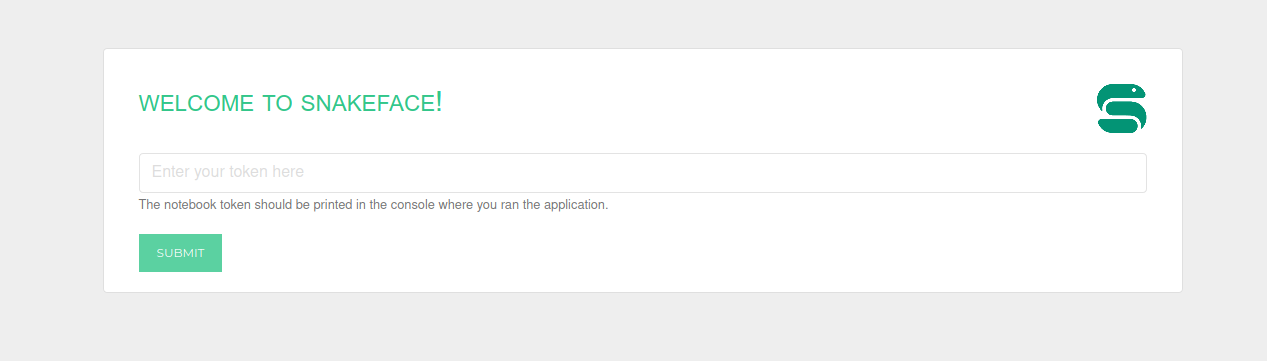 WELCOME TO SNAKEFACE!
Enter your token here
The notebook token should be printed in the console where you ran the application.
SUBMIT